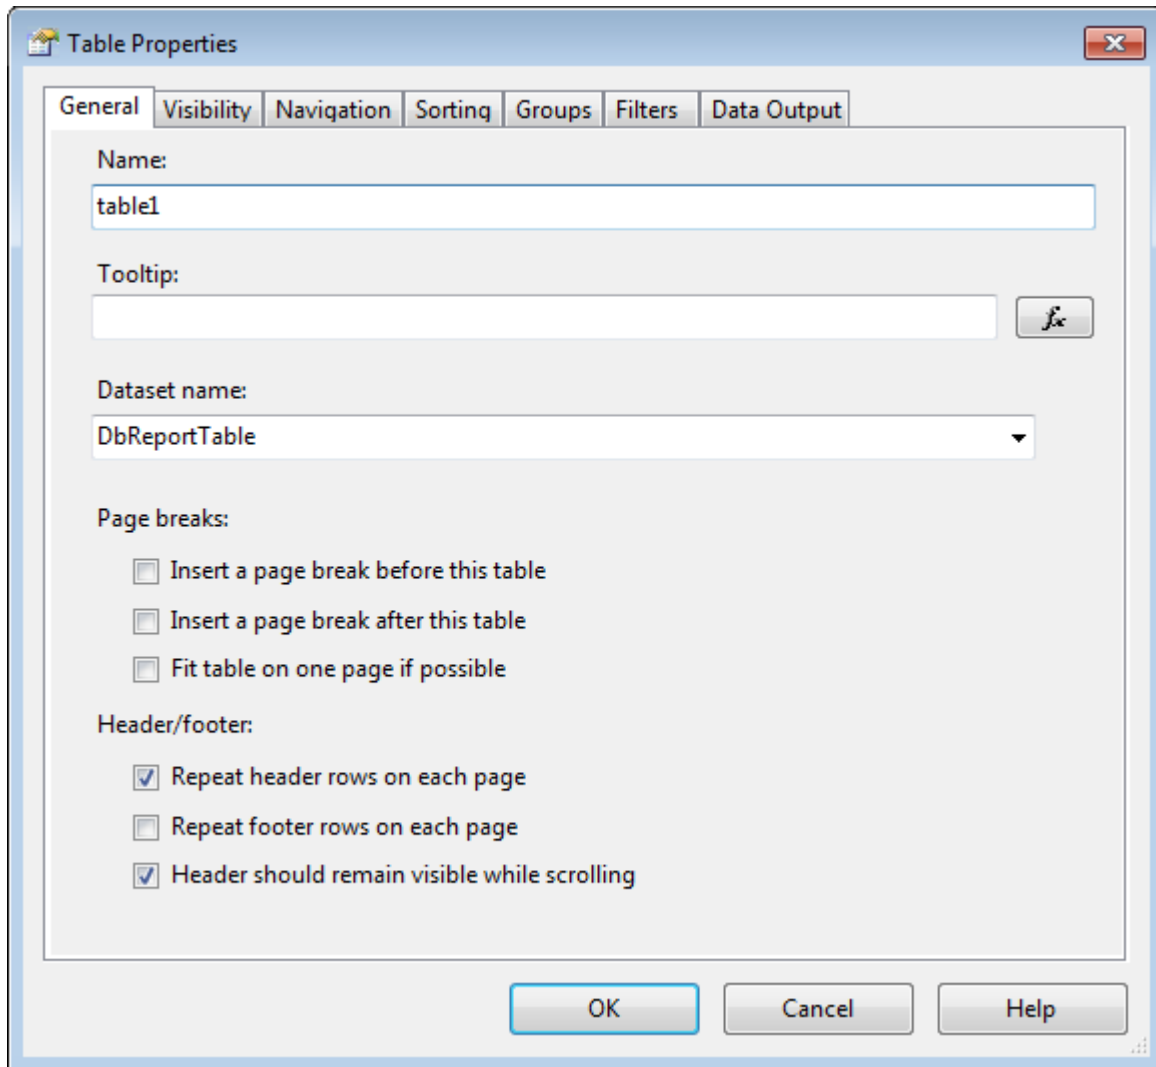 Table Properties
General Visibility Navigation Sorting Groups Filters Data Output
Name:
table1
Tooltip:
fx
Dataset name:
DbReportTable
Page breaks:
Insert a page break before this table
Insert a page break after this table
Fit table on one page if possible
Header/footer:
Repeat header rows on each page
Repeat footer rows on each page
Header should remain visible while scrolling
OK Cancel Help